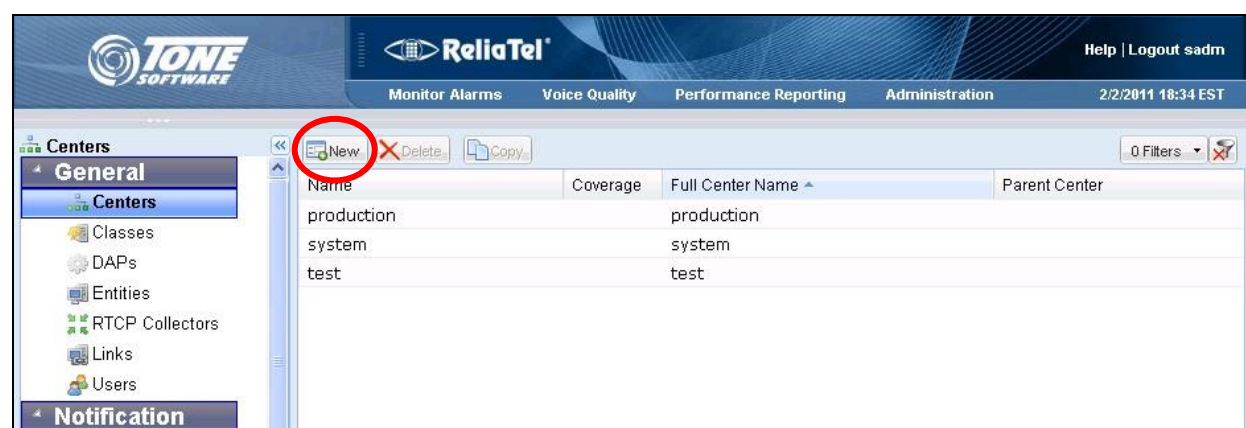 TONE SOFTWARE
ReliaTel
Help | Logout sadm
Monitor Alarms Voice Quality Performance Reporting Administration 2/2/2011 18:34 EST
Centers
New Delete Copy 0 Filters
General
Name Coverage Full Center Name Parent Center
Centers
production production
Classes
system system
DAPs
test test
Entities
RTCP Collectors
Links
Users
Notification